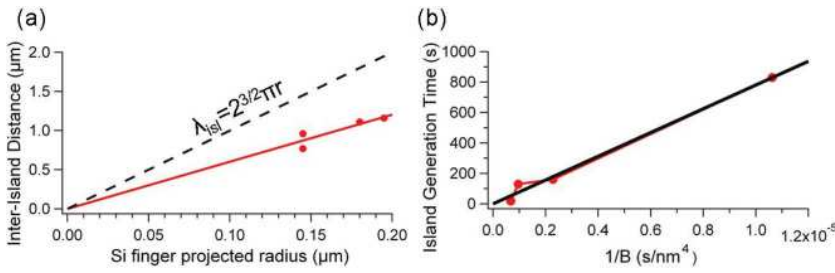 (a)
2.0
1.5
1.0
0.5
0.0
Inter-Island Distance (μm)
λisl=2^3/2πr
0.00
0.05
0.10
0.15
0.20
Si finger projected radius (μm)
(b)
1000
800
600
400
200
0
Island Generation Time (s)
0.0
0.2
0.4
0.6
0.8
1.0
1.2x10^-5
1/B (s/nm^4)